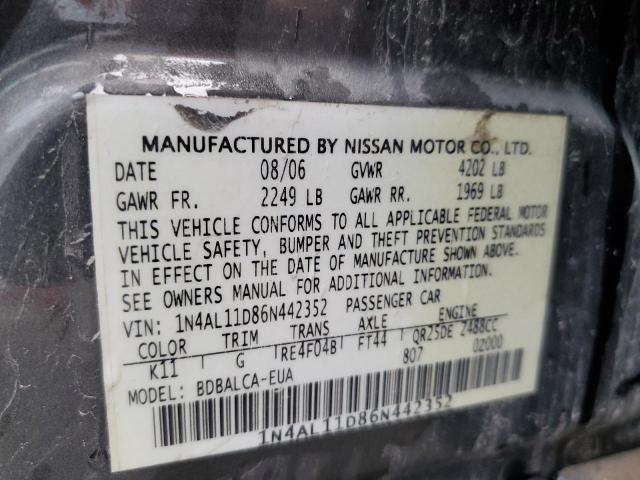 MANUFACTURED BY NISSAN MOTOR CO., LTD.
DATE 08/06 GVWR 4202 LB
GAWR FR. 2249 LB GAWR RR. 1969 LB
THIS VEHICLE CONFORMS TO ALL APPLICABLE FEDERAL MOTOR
VEHICLE SAFETY, BUMPER AND THEFT PREVENTION STANDARDS
IN EFFECT ON THE DATE OF MANUFACTURE SHOWN ABOVE.
SEE OWNERS MANUAL FOR ADDITIONAL INFORMATION.
VIN: 1N4AL11D86N442352 PASSENGER CAR
COLOR TRIM TRANS AXLE ENGINE
K11 G RE4F04B FT44 QR25DE 2488CC
MODEL: BDBALCA-EUA 807 02000
1N4AL11D86N442352